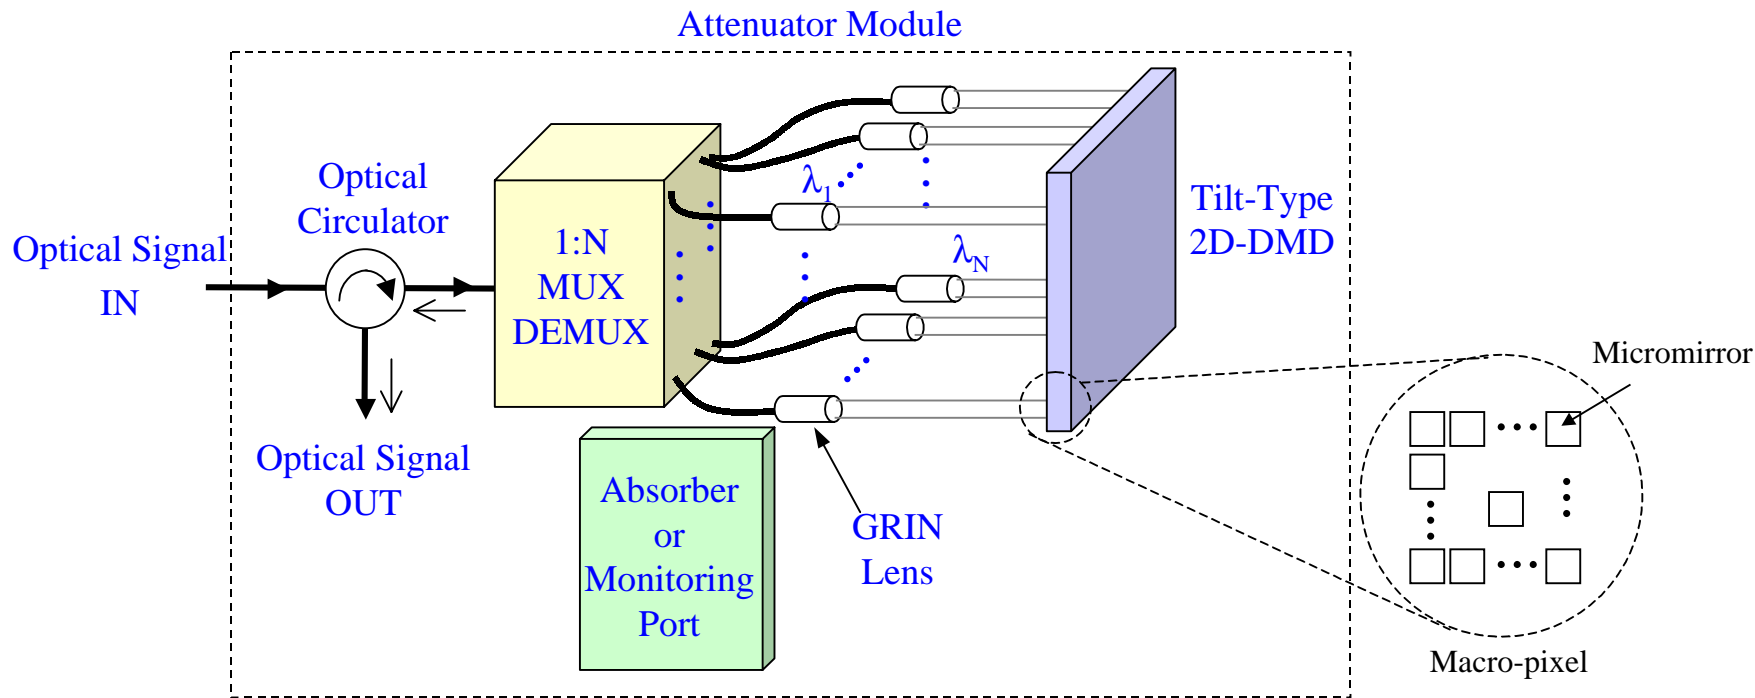 Attenuator Module
Optical
Circulator
Optical Signal
IN
1:N
MUX
DEMUX
λ1
λN
Tilt-Type
2D-DMD
Optical Signal
OUT
Absorber
or
Monitoring
Port
GRIN
Lens
Micromirror
Macro-pixel